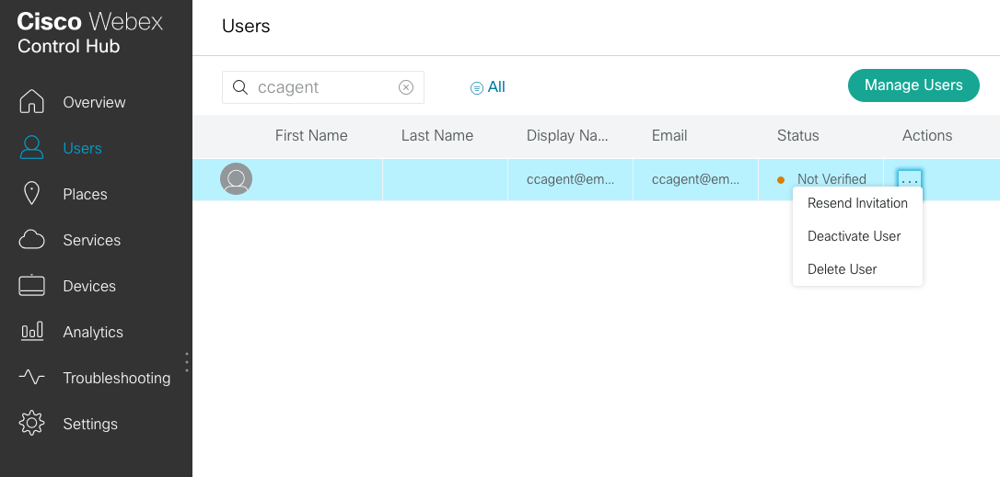 Cisco Webex
Control Hub
Overview
Users
Places
Services
Devices
Analytics
Troubleshooting
Settings
Users
ccagent
All
Manage Users
First Name Last Name Display Na... Email Status Actions
ccagent@em... ccagent@em... Not Verified ...
Resend Invitation
Deactivate User
Delete User